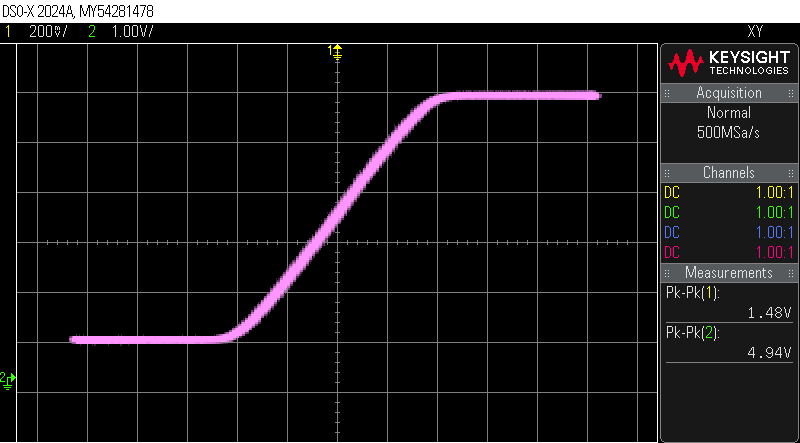 DSO-X 2024A, MY54281478
1 200mV/ 2 1.00V/ XY
1
2
KEYSIGHT
TECHNOLOGIES
Acquisition
Normal
500MSa/s
Channels
DC 1.00:1
DC 1.00:1
DC 1.00:1
DC 1.00:1
Measurements
Pk-Pk(1):
1.48V
Pk-Pk(2):
4.94V